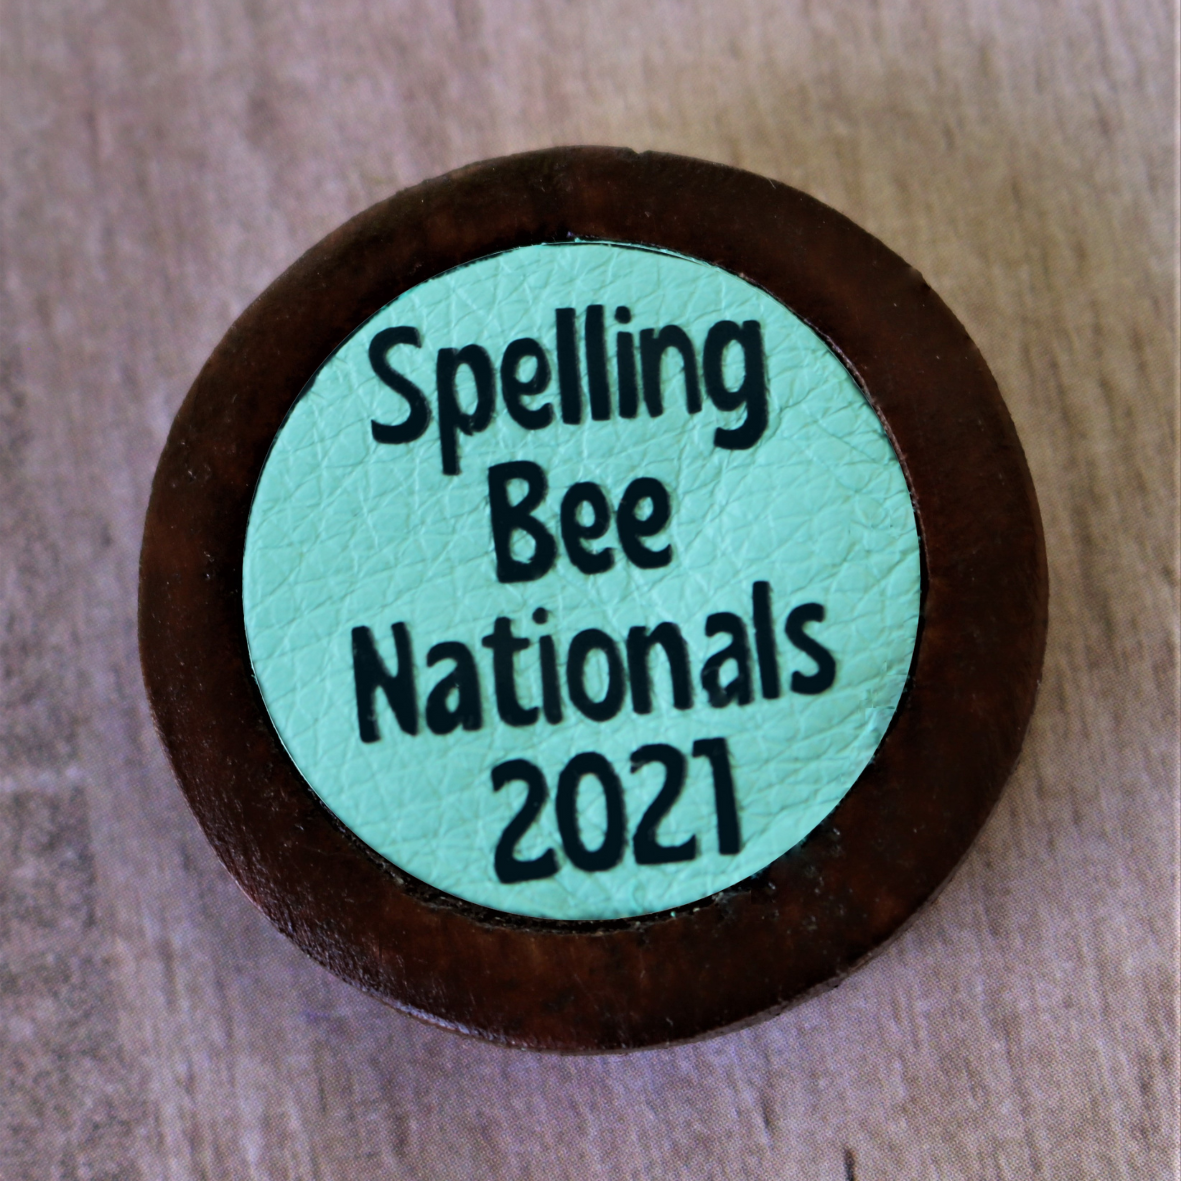 Spelling
Bee
Nationals
2021